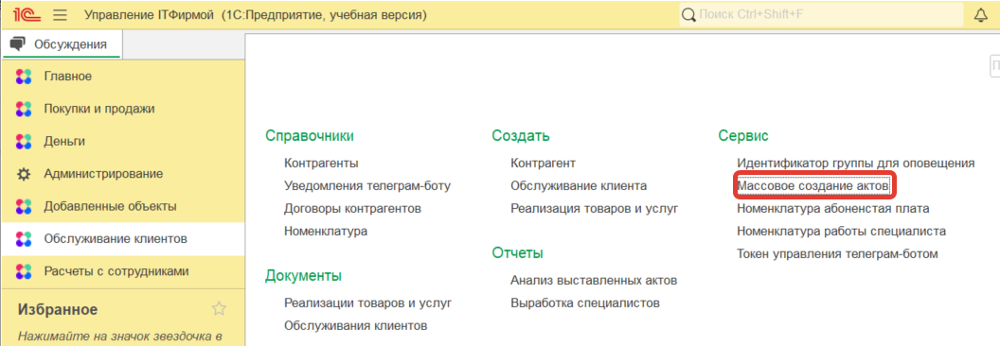 1С Управление ITФирмой (1С:Предприятие, учебная версия) Поиск Ctrl+Shift+F
Обсуждения
Главное
Покупки и продажи
Деньги
Администрирование
Добавленные объекты
Обслуживание клиентов
Расчеты с сотрудниками
Избранное
Нажимайте на значок звездочка в
Справочники
Контрагенты
Уведомления телеграм-боту
Договоры контрагентов
Номенклатура
Документы
Реализации товаров и услуг
Обслуживания клиентов
Создать
Контрагент
Обслуживание клиента
Реализация товаров и услуг
Отчеты
Анализ выставленных актов
Выработка специалистов
Сервис
Идентификатор группы для оповещения
Массовое создание актов
Номенклатура абоненстая плата
Номенклатура работы специалиста
Токен управления телеграм-ботом